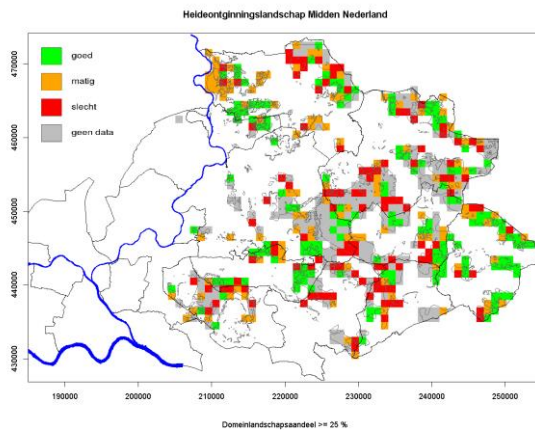 Heideontginningslandschap Midden Nederland
goed
matig
slecht
geen data
470000
460000
450000
440000
430000
190000 200000 210000 220000 230000 240000 250000
Domeinlandschapsaandeel >= 25 %